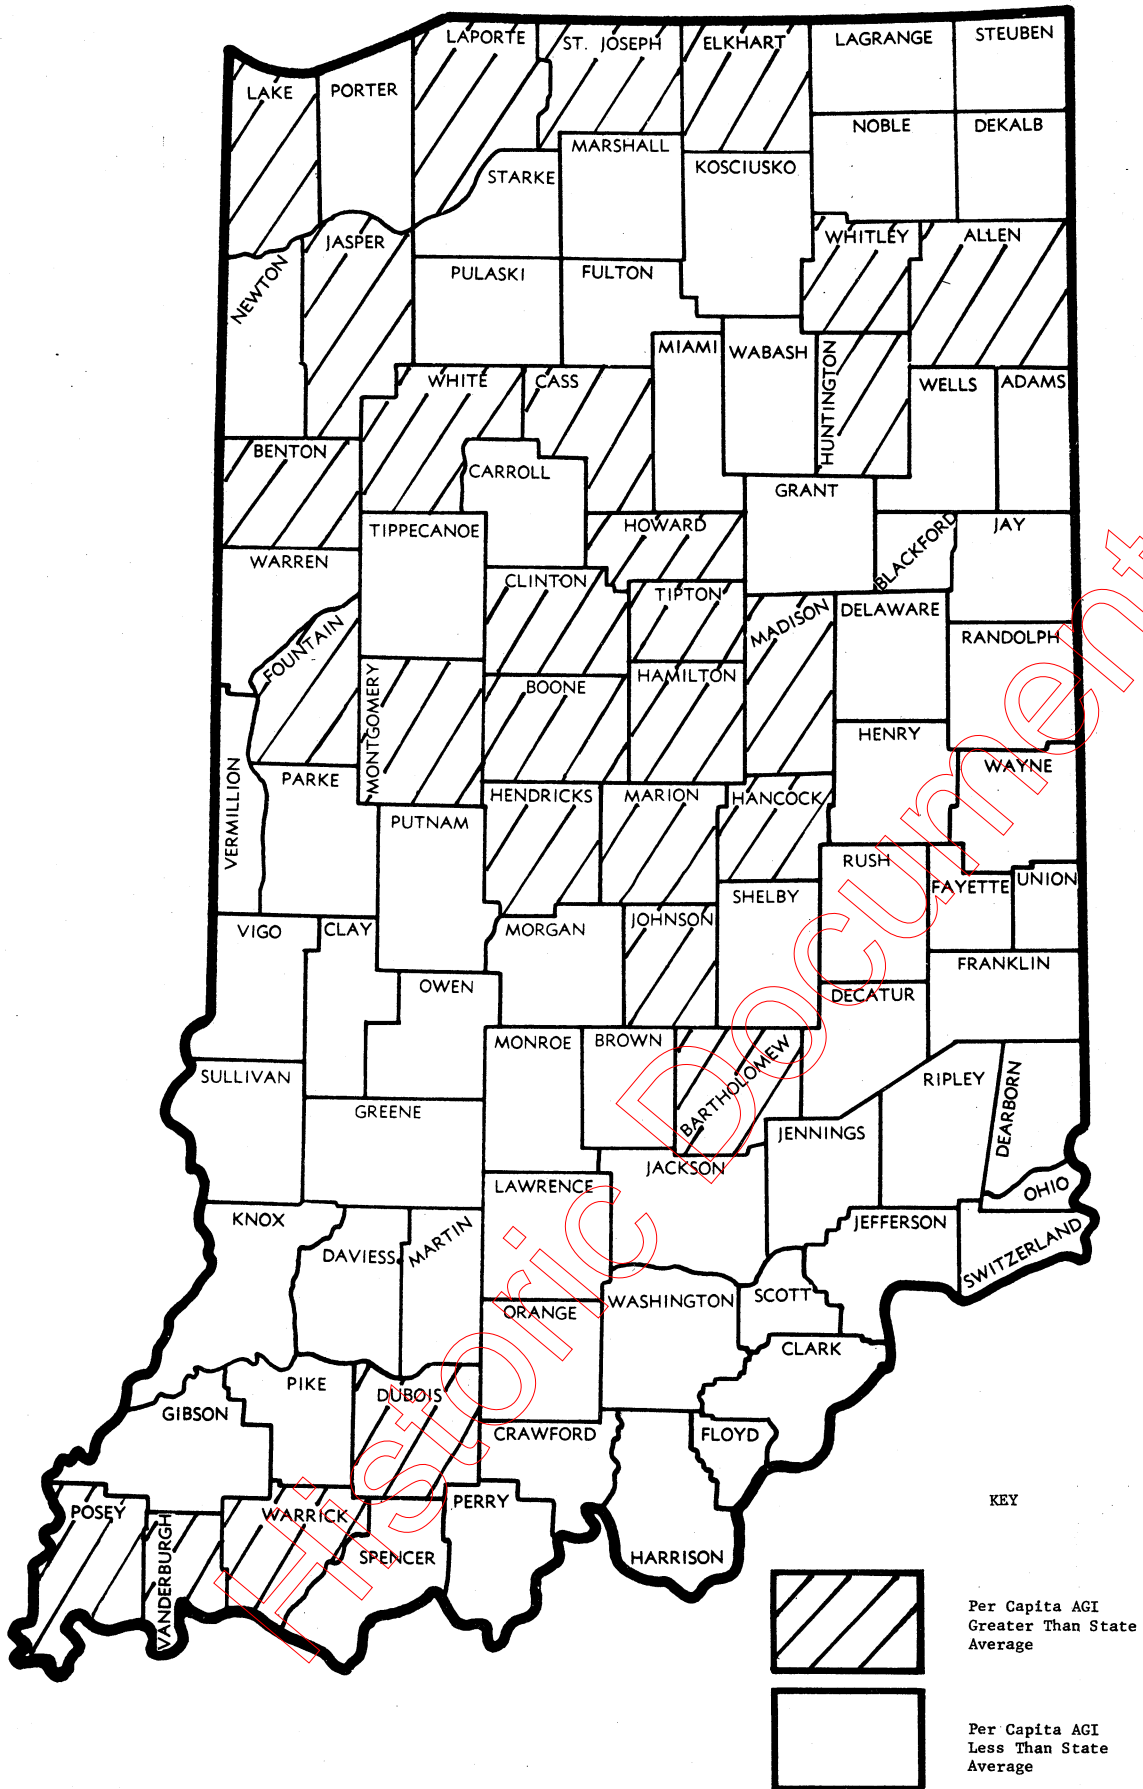 LAPORTE
ST. JOSEPH
ELKHART
LAGRANGE
STEUBEN
LAKE
PORTER
NOBLE
DEKALB
MARSHALL
STARKE
KOSCIUSKO
JASPER
WHITLEY
ALLEN
NEWTON
PULASKI
FULTON
MIAMI
WABASH
HUNTINGTON
WHITE
CASS
WELLS
ADAMS
BENTON
CARROLL
GRANT
TIPPECANOE
HOWARD
BLACKFORD
JAY
WARREN
CLINTON
TIPTON
MADISON
DELAWARE
RANDOLPH
FOUNTAIN
MONTGOMERY
BOONE
HAMILTON
HENRY
WAYNE
VERMILLION
PARKE
HENDRICKS
MARION
HANCOCK
PUTNAM
RUSH
FAYETTE
UNION
SHELBY
VIGO
CLAY
MORGAN
JOHNSON
FRANKLIN
OWEN
DECATUR
MONROE
BROWN
BARTHOLOMEW
SULLIVAN
RIPLEY
DEARBORN
GREENE
JENNINGS
JACKSON
LAWRENCE
OHIO
KNOX
DAVIESS
MARTIN
JEFFERSON
SWITZERLAND
ORANGE
WASHINGTON
SCOTT
CLARK
PIKE
DUBOIS
GIBSON
CRAWFORD
FLOYD
POSEY
VANDERBURGH
WARRICK
PERRY
SPENCER
HARRISON
KEY
Per Capita AGI
Greater Than State
Average
Per Capita AGI
Less Than State
Average
Historic Document